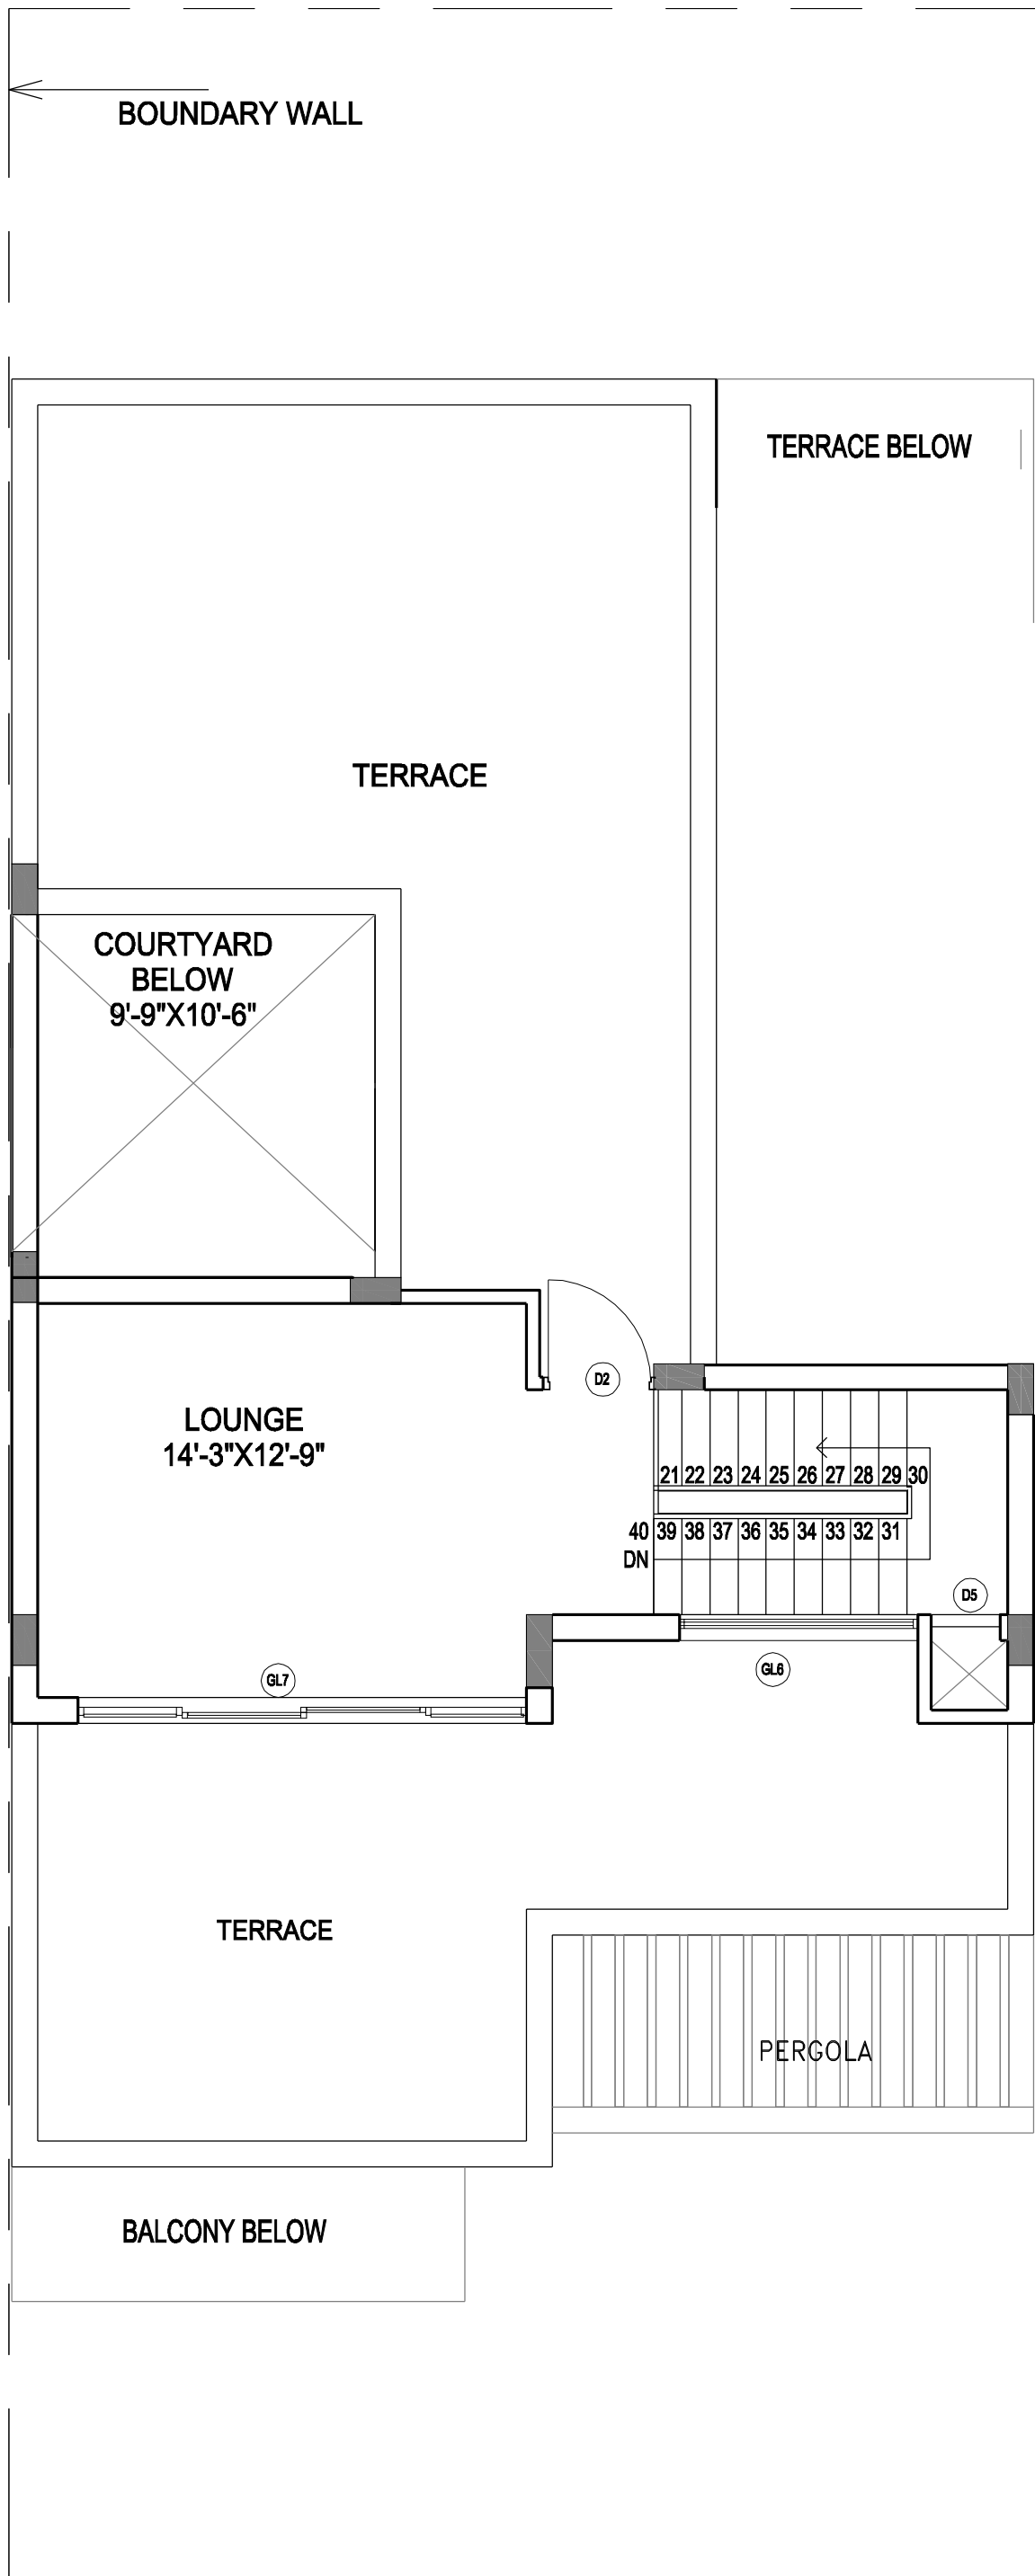 BOUNDARY WALL
TERRACE BELOW
TERRACE
COURTYARD
BELOW
9'-9"X10'-6"
D2
LOUNGE
14'-3"X12'-9"
21 22 23 24 25 26 27 28 29 30
40 39 38 37 36 35 34 33 32 31
DN
D5
GL7
GL6
TERRACE
PERGOLA
BALCONY BELOW